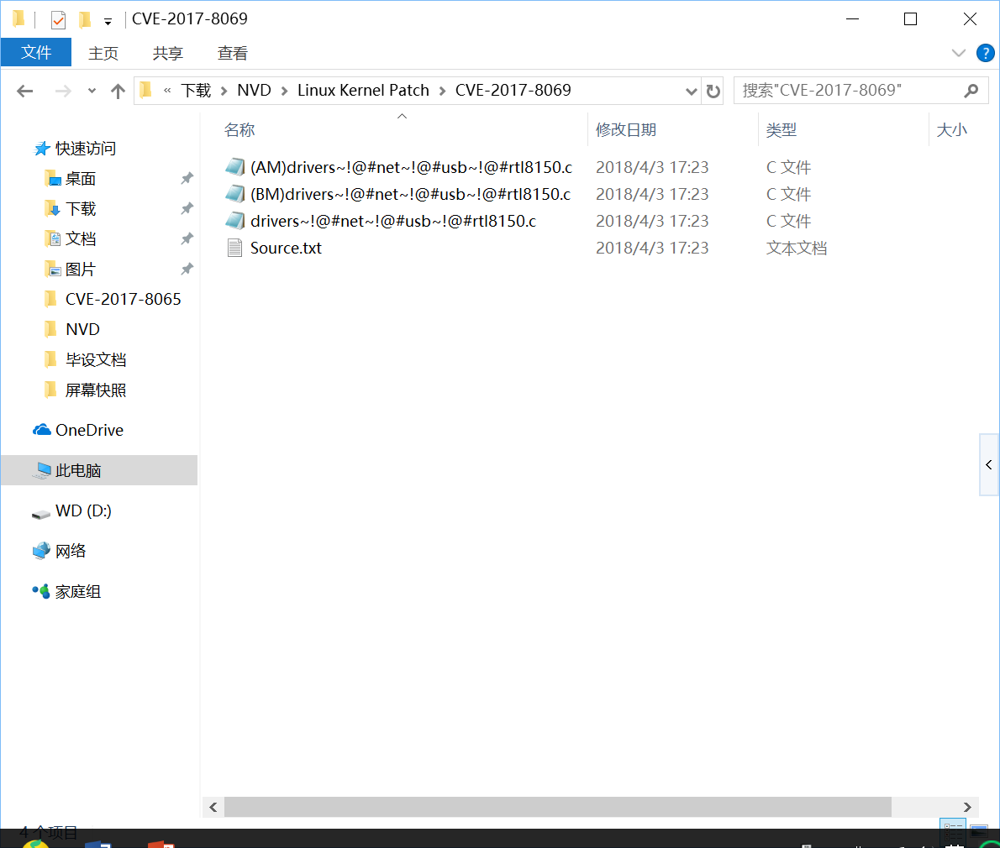 CVE-2017-8069
文件 主页 共享 查看
« 下载 › NVD › Linux Kernel Patch › CVE-2017-8069
搜索"CVE-2017-8069"
名称 修改日期 类型 大小
(AM)drivers~!@#net~!@#usb~!@#rtl8150.c 2018/4/3 17:23 C 文件
(BM)drivers~!@#net~!@#usb~!@#rtl8150.c 2018/4/3 17:23 C 文件
drivers~!@#net~!@#usb~!@#rtl8150.c 2018/4/3 17:23 C 文件
Source.txt 2018/4/3 17:23 文本文档
快速访问
桌面
下载
文档
图片
CVE-2017-8065
NVD
毕设文档
屏幕快照
OneDrive
此电脑
WD (D:)
网络
家庭组
4 个项目